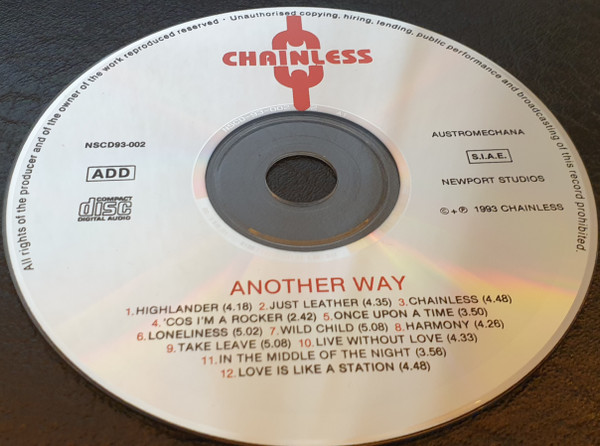 All rights of the producer and of the owner of the work reproduced reserved · Unauthorised copying, hiring, lending, public performance and broadcasting of this record prohibited.
CHAINLESS
NSCD93-002
ADD
COMPACT
disc
DIGITAL AUDIO
AUSTROMECHANA
S.I.A.E.
NEWPORT STUDIOS
©+℗ 1993 CHAINLESS
ANOTHER WAY
1.HIGHLANDER (4.18) 2.JUST LEATHER (4.35) 3.CHAINLESS (4.48)
4.'COS I'M A ROCKER (2.42) 5.ONCE UPON A TIME (3.50)
6.LONELINESS (5.02) 7.WILD CHILD (5.08) 8.HARMONY (4.26)
9.TAKE LEAVE (5.08) 10.LIVE WITHOUT LOVE (4.33)
11.IN THE MIDDLE OF THE NIGHT (3.56)
12.LOVE IS LIKE A STATION (4.48)